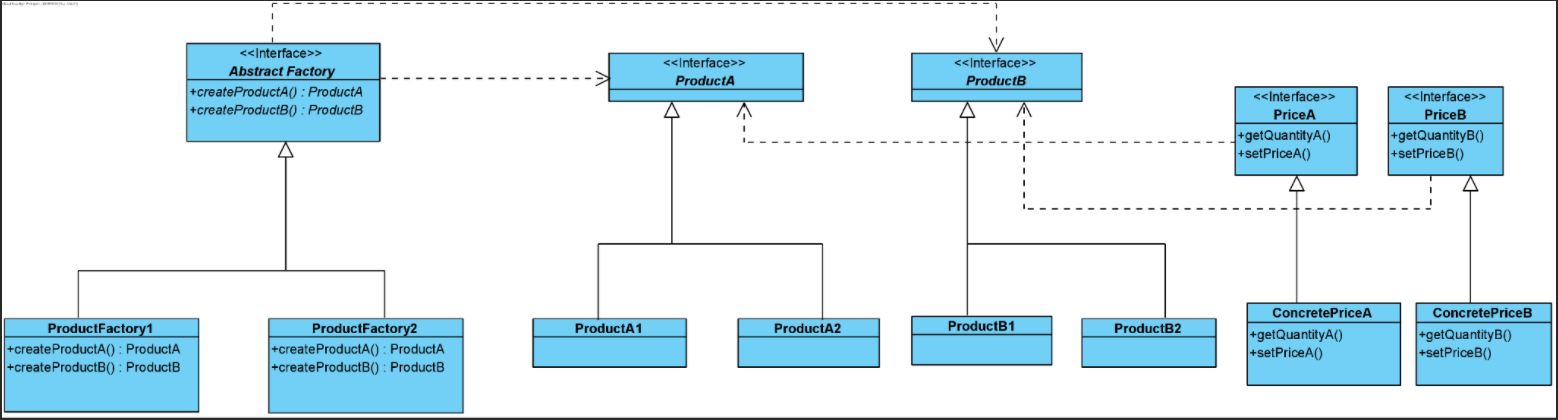 <<Interface>>
Abstract Factory
+createProductA() : ProductA
+createProductB() : ProductB
<<Interface>>
ProductA
<<Interface>>
ProductB
<<Interface>>
PriceA
+getQuantityA()
+setPriceA()
<<Interface>>
PriceB
+getQuantityB()
+setPriceB()
ProductFactory1
+createProductA() : ProductA
+createProductB() : ProductB
ProductFactory2
+createProductA() : ProductA
+createProductB() : ProductB
ProductA1
ProductA2
ProductB1
ProductB2
ConcretePriceA
+getQuantityA()
+setPriceA()
ConcretePriceB
+getQuantityB()
+setPriceB()